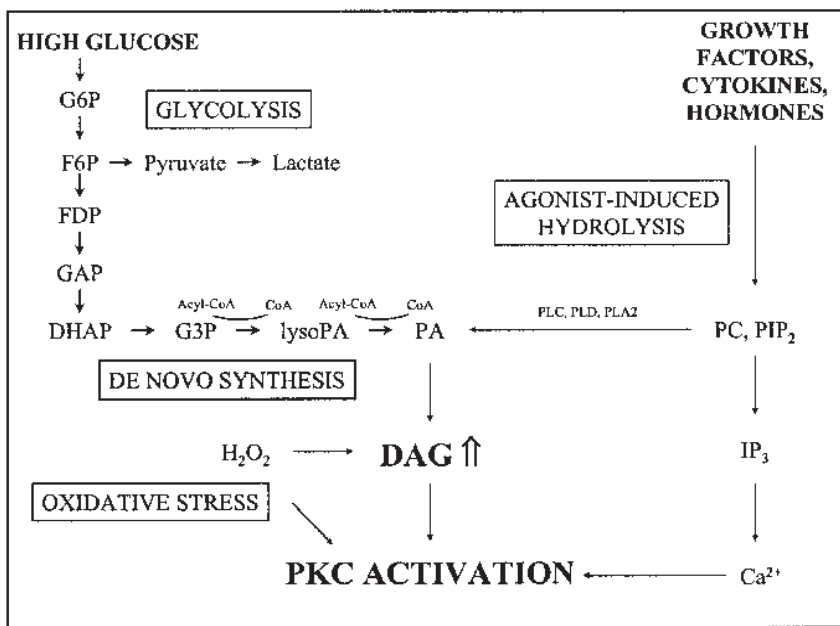 HIGH GLUCOSE
G6P
GLYCOLYSIS
F6P → Pyruvate → Lactate
FDP
GAP
Acyl-CoA CoA Acyl-CoA CoA
DHAP → G3P → lysoPA → PA
DE NOVO SYNTHESIS
GROWTH
FACTORS,
CYTOKINES,
HORMONES
AGONIST-INDUCED
HYDROLYSIS
PLC, PLD, PLA2
PC, PIP₂
H₂O₂
DAG ⇑
IP₃
OXIDATIVE STRESS
PKC ACTIVATION
Ca²⁺